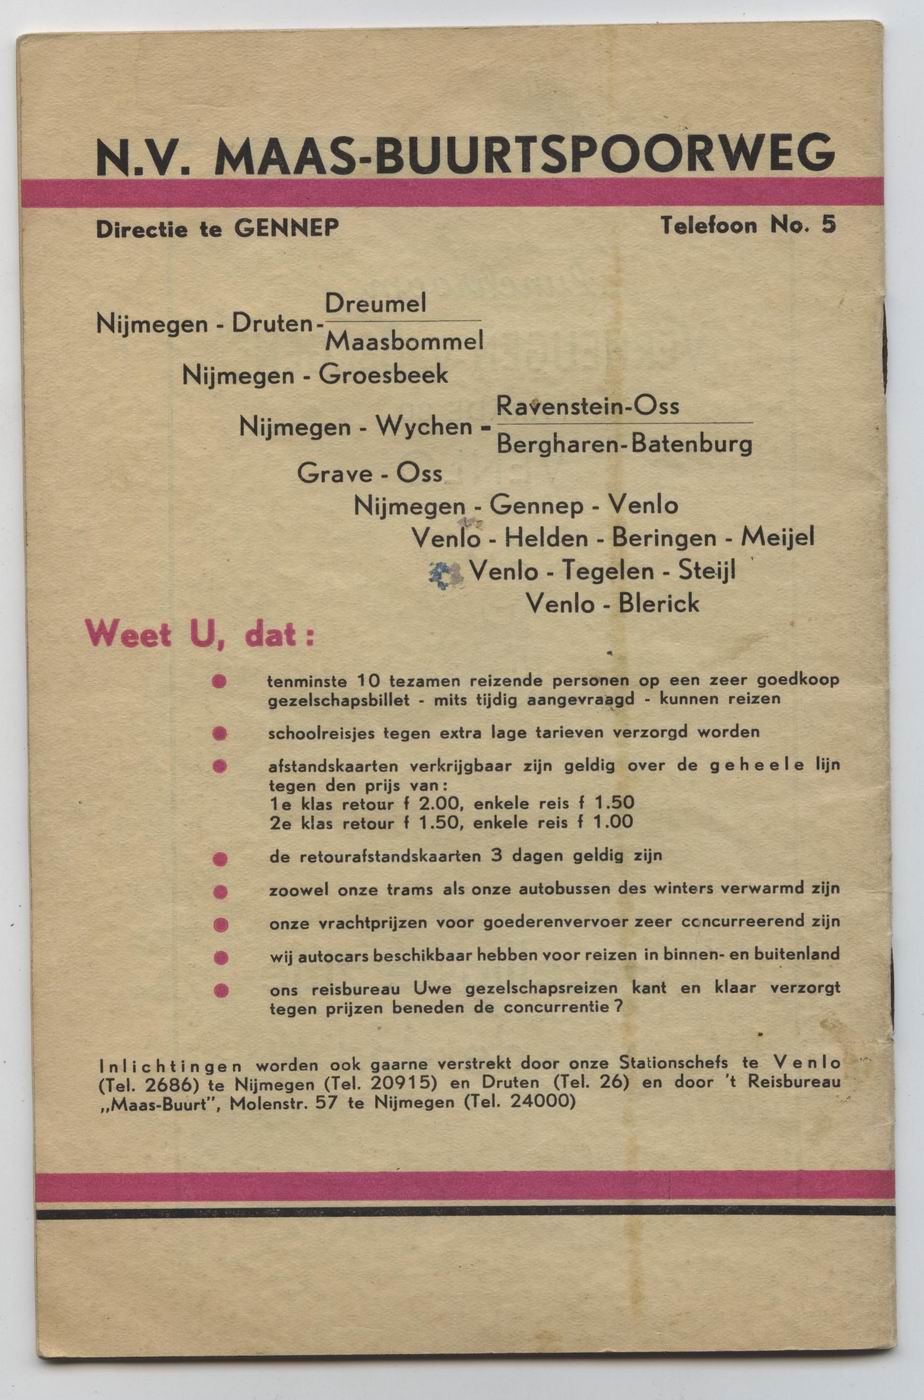 N.V. MAAS-BUURTSPOORWEG
Directie te GENNEP Telefoon No. 5
Dreumel
Nijmegen - Druten-
Maasbommel
Nijmegen - Groesbeek
Ravenstein-Oss
Nijmegen - Wychen -
Bergharen-Batenburg
Grave - Oss
Nijmegen - Gennep - Venlo
Venlo - Helden - Beringen - Meijel
Venlo - Tegelen - Steijl
Venlo - Blerick
Weet U, dat:
● tenminste 10 tezamen reizende personen op een zeer goedkoop
gezelschapsbillet - mits tijdig aangevraagd - kunnen reizen
● schoolreisjes tegen extra lage tarieven verzorgd worden
● afstandskaarten verkrijgbaar zijn geldig over de geheele lijn
tegen den prijs van:
1e klas retour f 2.00, enkele reis f 1.50
2e klas retour f 1.50, enkele reis f 1.00
● de retourafstandskaarten 3 dagen geldig zijn
● zoowel onze trams als onze autobussen des winters verwarmd zijn
● onze vrachtprijzen voor goederenvervoer zeer concurreerend zijn
● wij autocars beschikbaar hebben voor reizen in binnen- en buitenland
● ons reisbureau Uwe gezelschapsreizen kant en klaar verzorgt
tegen prijzen beneden de concurrentie?
Inlichtingen worden ook gaarne verstrekt door onze Stationschefs te Venlo
(Tel. 2686) te Nijmegen (Tel. 20915) en Druten (Tel. 26) en door 't Reisbureau
„Maas-Buurt", Molenstr. 57 te Nijmegen (Tel. 24000)